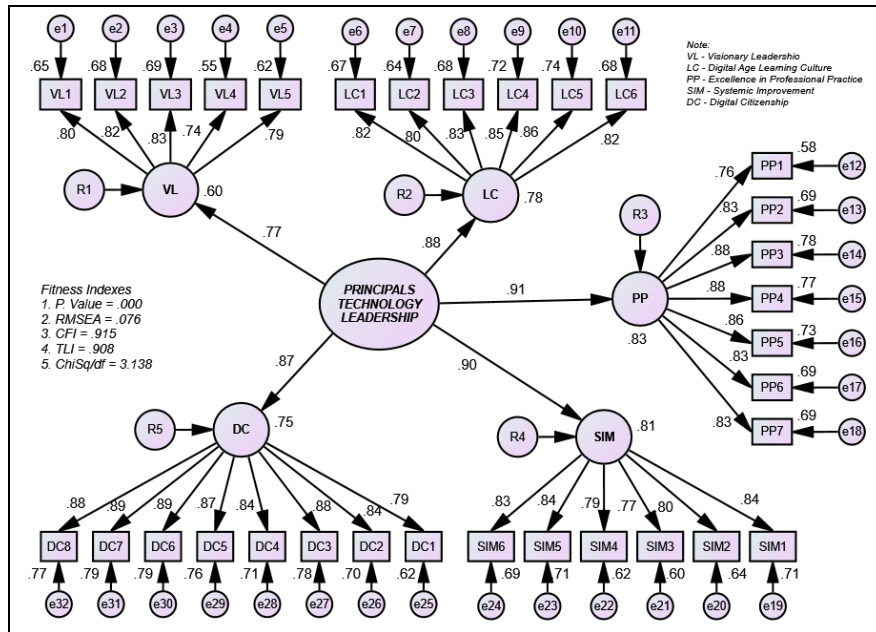 e1 e2 e3 e4 e5 e6 e7 e8 e9 e10 e11
Note:
VL - Visionary Leadershio
LC - Digital Age Learning Culture
PP - Excellence in Professional Practice
SIM - Systemic Improvement
DC - Digital Citizenship
.65 .68 .69 .55 .62 .67 .64 .68 .72 .74 .68
VL1 VL2 VL3 VL4 VL5 LC1 LC2 LC3 LC4 LC5 LC6
.80 .82 .83 .74 .79 .82 .80 .83 .85 .86 .82
R1 VL .60 R2 LC .78
.77 .88
PP1 .58 e12
.76
PP2 .69 e13
.83
R3
PP3 .78 e14
.88
PP .83
PP4 .77 e15
.88
PP5 .73 e16
.86
PP6 .69 e17
.83
PP7 .69 e18
.83
PRINCIPALS
TECHNOLOGY
LEADERSHIP
.91
Fitness Indexes
1. P. Value = .000
2. RMSEA = .076
3. CFI = .915
4. TLI = .908
5. ChiSq/df = 3.138
.87 .90
R5 DC .75 R4 SIM .81
.88 .89 .89 .87 .84 .88 .84 .79 .83 .84 .79 .77 .80 .84
DC8 DC7 DC6 DC5 DC4 DC3 DC2 DC1 SIM6 SIM5 SIM4 SIM3 SIM2 SIM1
.77 .79 .79 .76 .71 .78 .70 .62 .69 .71 .62 .60 .64 .71
e32 e31 e30 e29 e28 e27 e26 e25 e24 e23 e22 e21 e20 e19